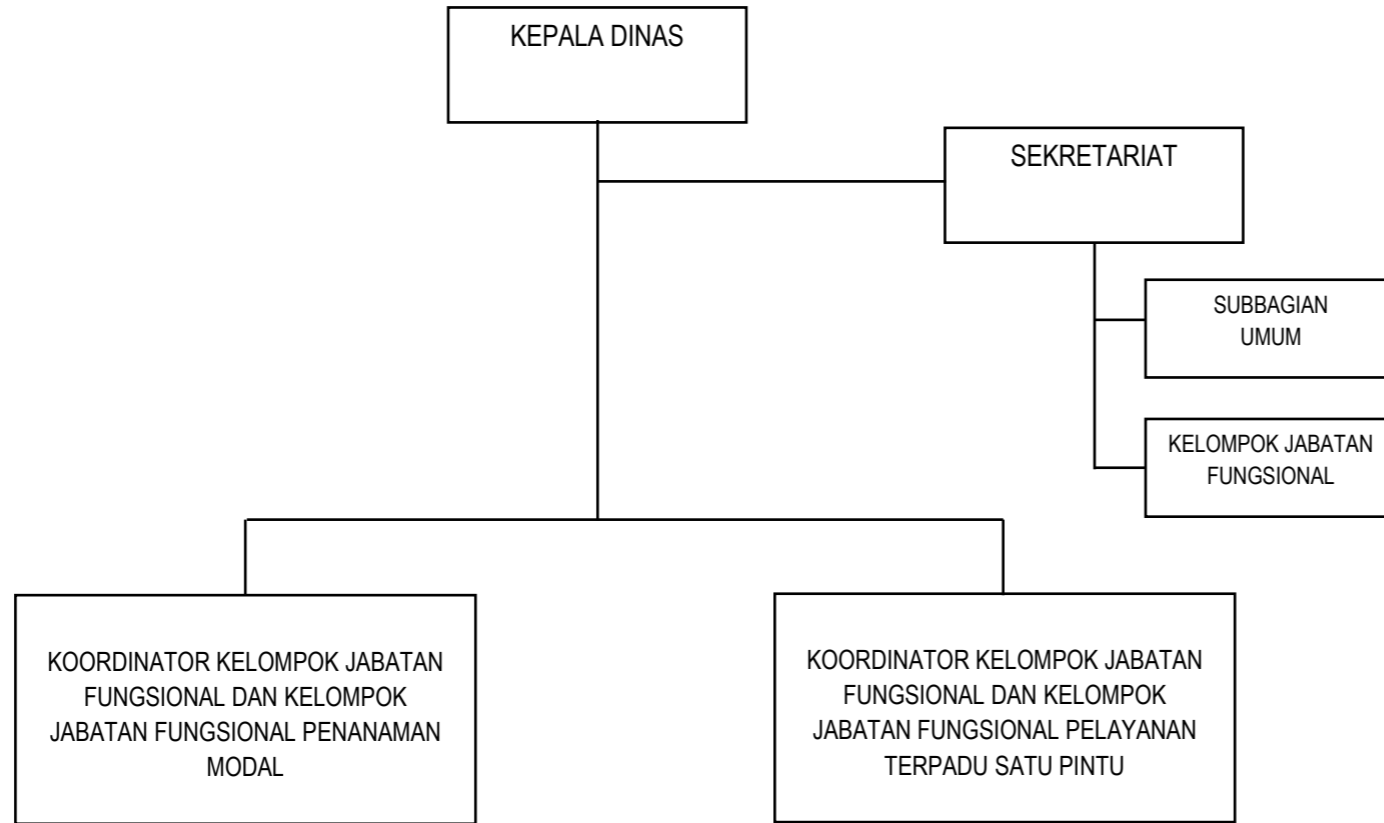 KEPALA DINAS
SEKRETARIAT
SUBBAGIAN
UMUM
KELOMPOK JABATAN
FUNGSIONAL
KOORDINATOR KELOMPOK JABATAN
FUNGSIONAL DAN KELOMPOK
JABATAN FUNGSIONAL PENANAMAN
MODAL
KOORDINATOR KELOMPOK JABATAN
FUNGSIONAL DAN KELOMPOK
JABATAN FUNGSIONAL PELAYANAN
TERPADU SATU PINTU